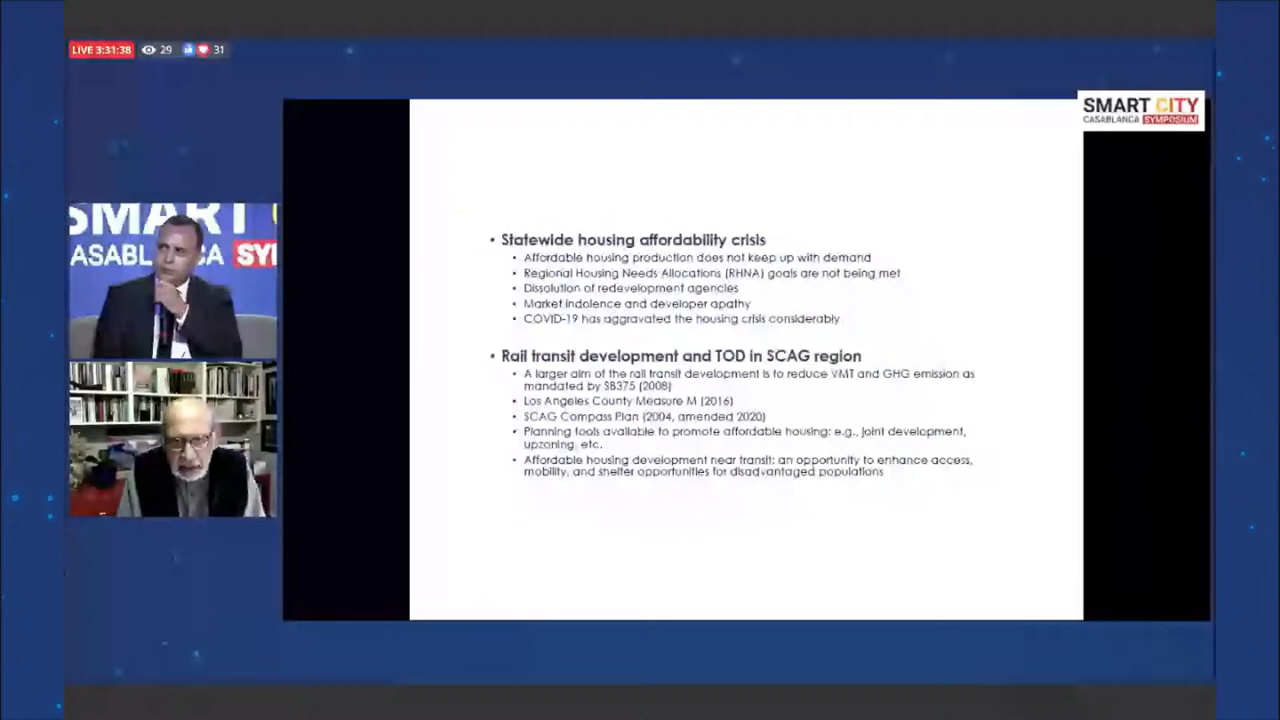 LIVE 3:31:38 29 31
SMART CITY
CASABLANCA SYMPOSIUM
SMART C
CASABLANCA SY
• Statewide housing affordability crisis
• Affordable housing production does not keep up with demand
• Regional Housing Needs Allocations (RHNA) goals are not being met
• Dissolution of redevelopment agencies
• Market indolence and developer apathy
• COVID-19 has aggravated the housing crisis considerably
• Rail transit development and TOD in SCAG region
• A larger aim of the rail transit development is to reduce VMT and GHG emission as
mandated by SB375 (2008)
• Los Angeles County Measure M (2016)
• SCAG Compass Plan (2004, amended 2020)
• Planning tools available to promote affordable housing: e.g., joint development,
upzoning, etc.
• Affordable housing development near transit: an opportunity to enhance access,
mobility, and shelter opportunities for disadvantaged populations